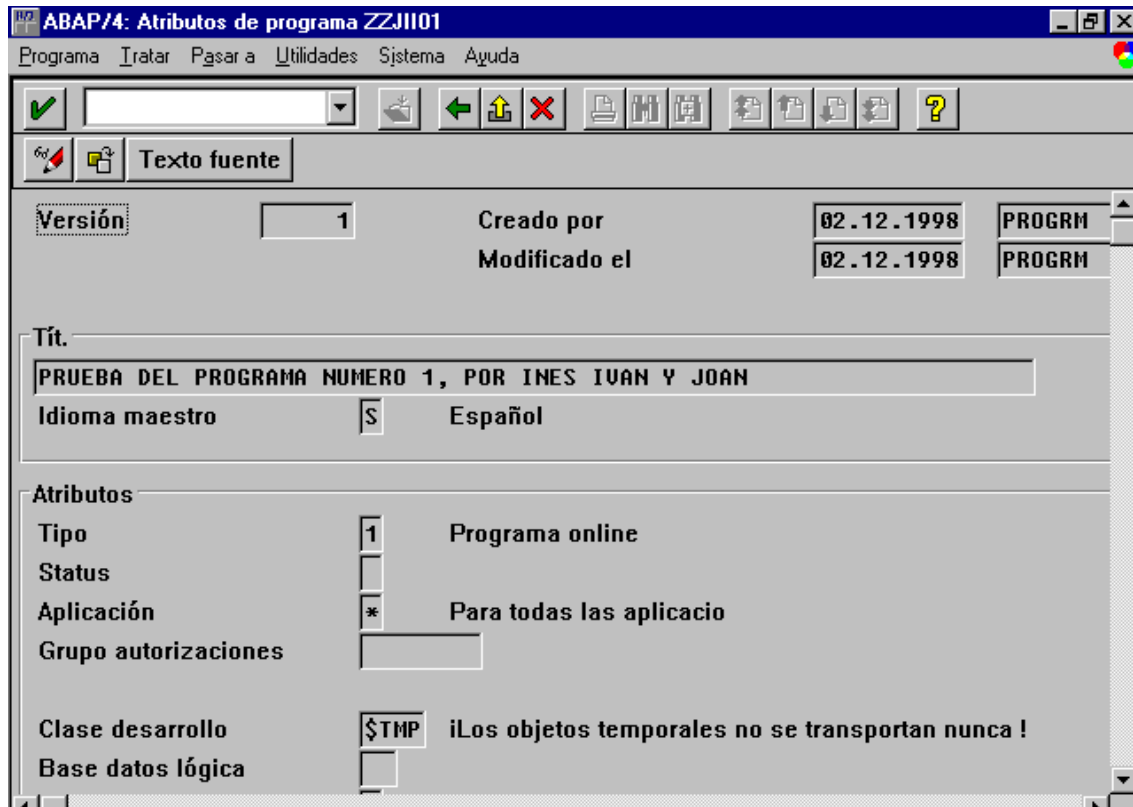 ABAP/4: Atributos de programa ZZJII01
Programa Tratar Pasar a Utilidades Sistema Ayuda
Texto fuente
Versión 1 Creado por 02.12.1998 PROGRM
Modificado el 02.12.1998 PROGRM
Tít.
PRUEBA DEL PROGRAMA NUMERO 1, POR INES IVAN Y JOAN
Idioma maestro S Español
Atributos
Tipo 1 Programa online
Status
Aplicación * Para todas las aplicacio
Grupo autorizaciones
Clase desarrollo $TMP ¡Los objetos temporales no se transportan nunca !
Base datos lógica